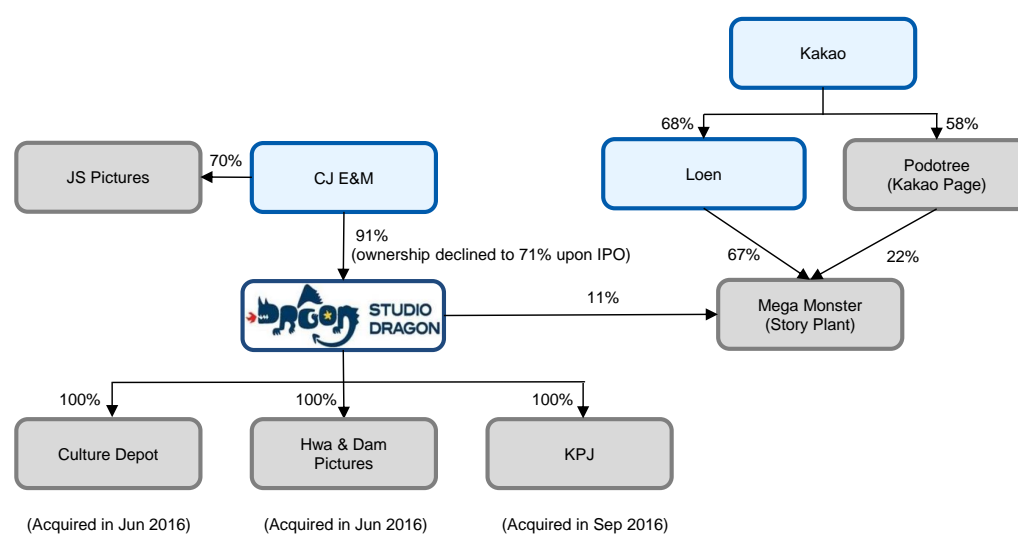 Kakao
68%
58%
JS Pictures
70%
CJ E&M
Loen
Podotree
(Kakao Page)
91%
(ownership declined to 71% upon IPO)
67%
22%
DRAGON
STUDIO
DRAGON
11%
Mega Monster
(Story Plant)
100%
100%
100%
Culture Depot
Hwa & Dam
Pictures
KPJ
(Acquired in Jun 2016)
(Acquired in Jun 2016)
(Acquired in Sep 2016)